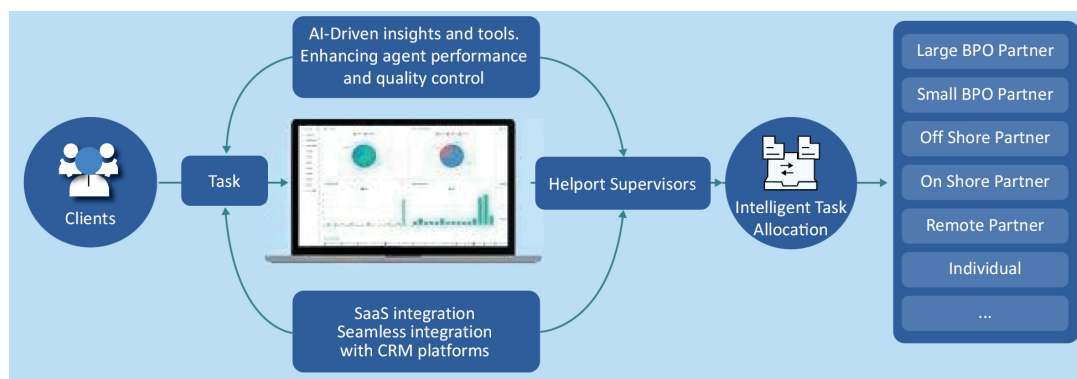 AI-Driven insights and tools.
Enhancing agent performance
and quality control
Clients
Task
Helport Supervisors
Intelligent Task
Allocation
SaaS integration
Seamless integration
with CRM platforms
Large BPO Partner
Small BPO Partner
Off Shore Partner
On Shore Partner
Remote Partner
Individual
...